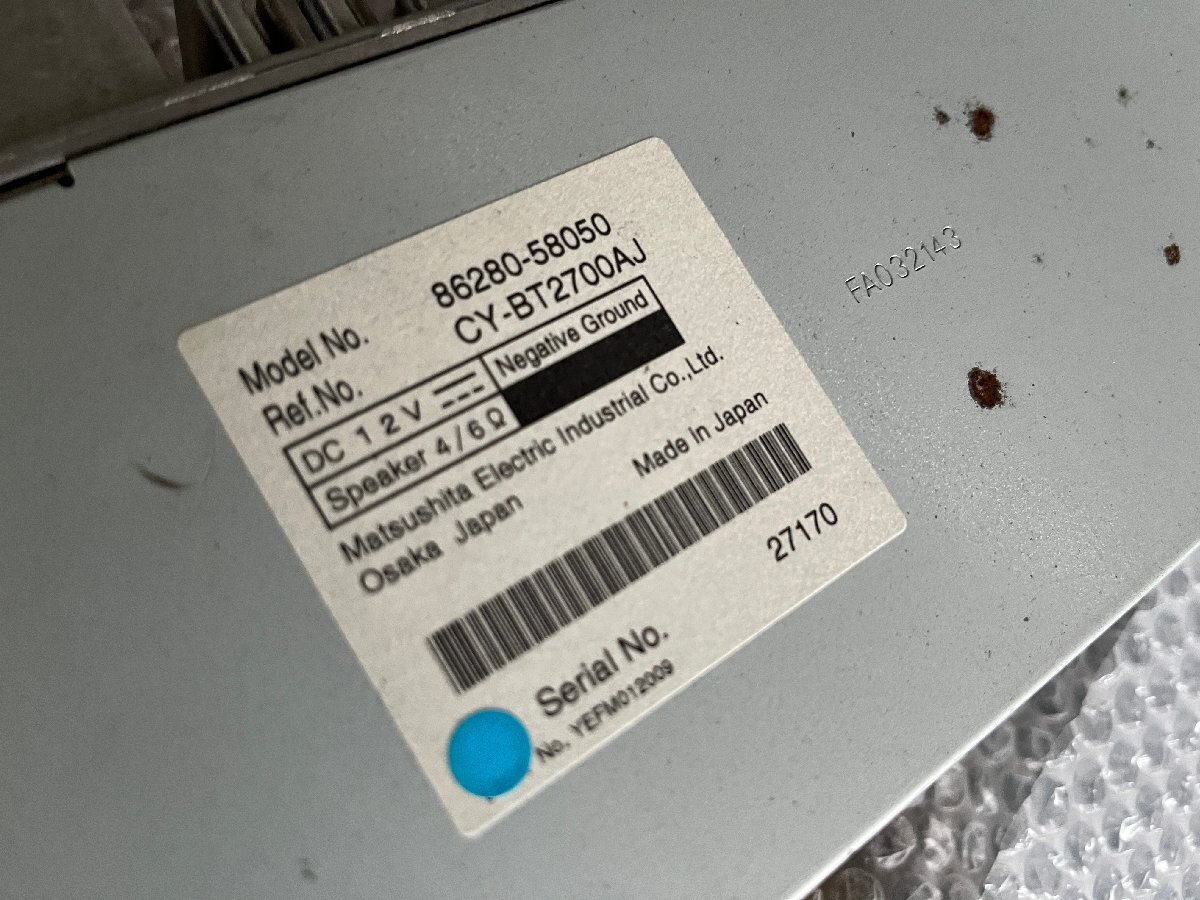 Model No. 86280-58050
Ref.No. CY-BT2700AJ
DC 12V Negative Ground
Speaker 4/6Ω
Matsushita Electric Industrial Co.,Ltd.
Osaka Japan Made in Japan
27170
Serial No.
No. YEFM012009
FA032143